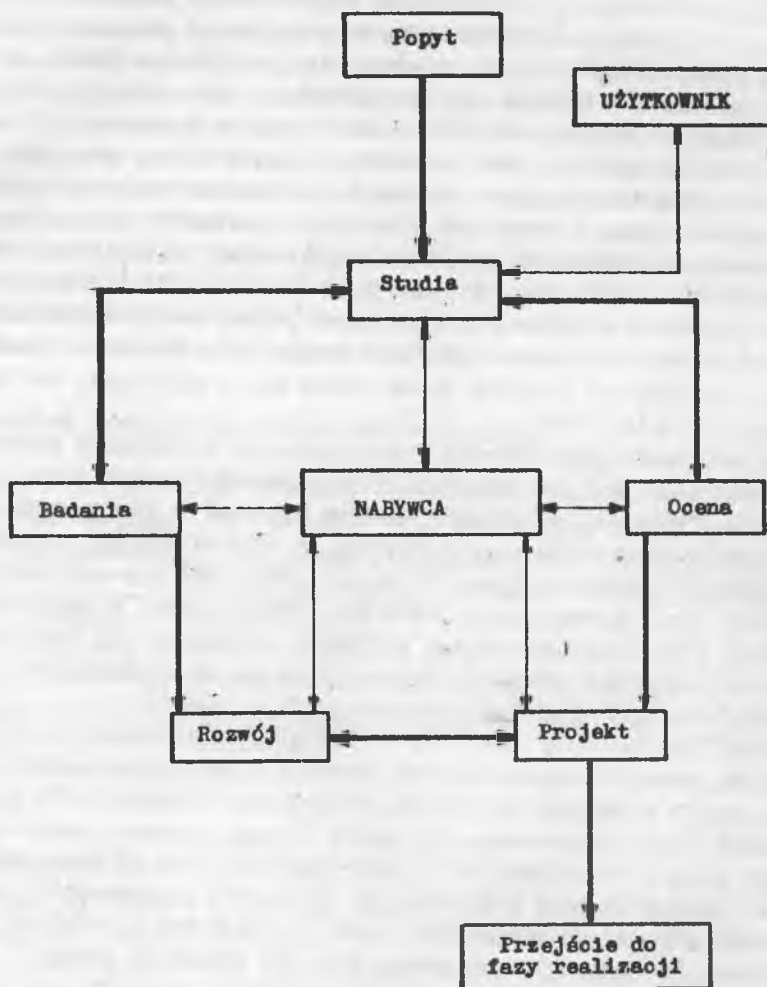 Popyt
UŻYTKOWNIK
Studia
Badania
NABYWCA
Ocena
Rozwój
Projekt
Przejście do
fazy realizacji